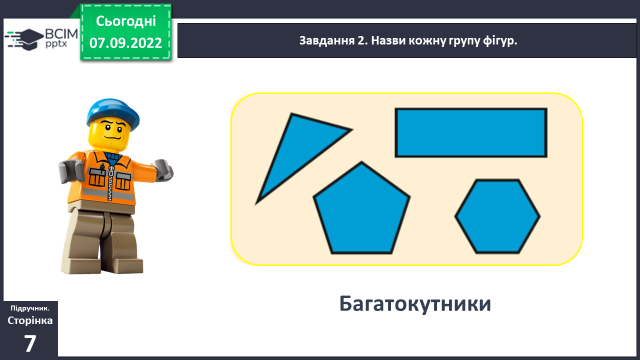 ВСІМ
pptx
Сьогодні
07.09.2022
Завдання 2. Назви кожну групу фігур.
Багатокутники
Підручник.
Сторінка
7